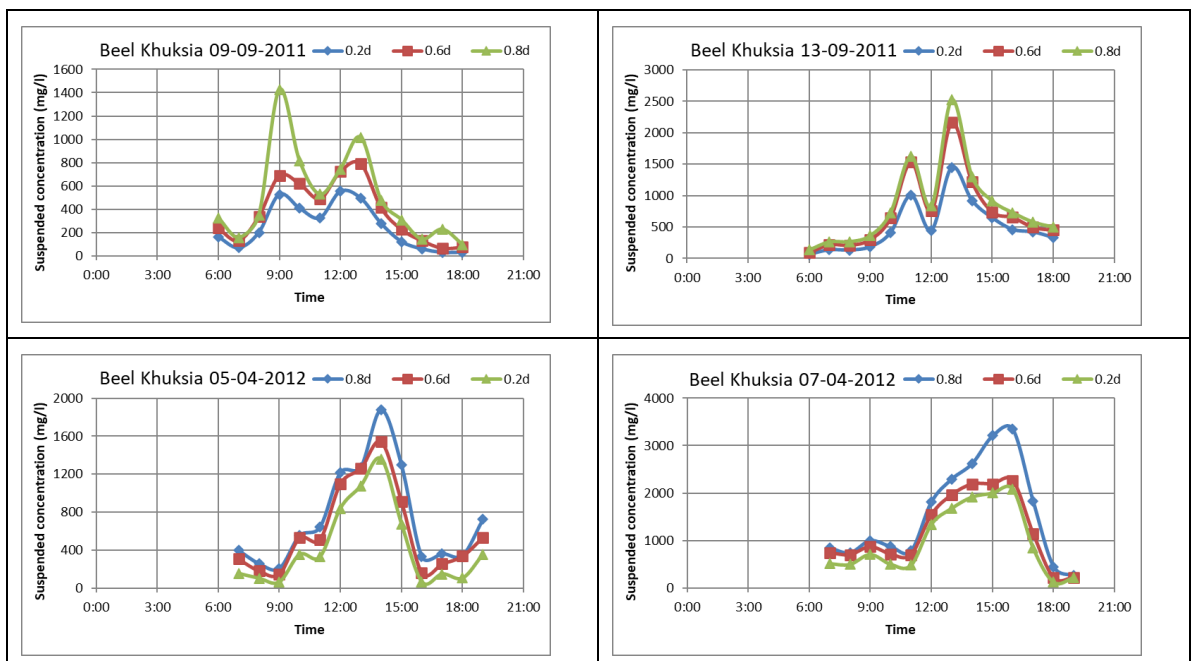 Beel Khuksia 09-09-2011 0.2d 0.6d 0.8d
Suspended concentration (mg/l)
1600
1400
1200
1000
800
600
400
200
0
0:00 3:00 6:00 9:00 12:00 15:00 18:00 21:00
Time
Beel Khuksia 13-09-2011 0.2d 0.6d 0.8d
Suspended concentration (mg/l)
3000
2500
2000
1500
1000
500
0
0:00 3:00 6:00 9:00 12:00 15:00 18:00 21:00
Time
Beel Khuksia 05-04-2012 0.8d 0.6d 0.2d
Suspended concentration (mg/l)
2000
1600
1200
800
400
0
0:00 3:00 6:00 9:00 12:00 15:00 18:00 21:00
Time
Beel Khuksia 07-04-2012 0.8d 0.6d 0.2d
Suspended concentration (mg/l)
4000
3000
2000
1000
0
0:00 3:00 6:00 9:00 12:00 15:00 18:00 21:00
Time